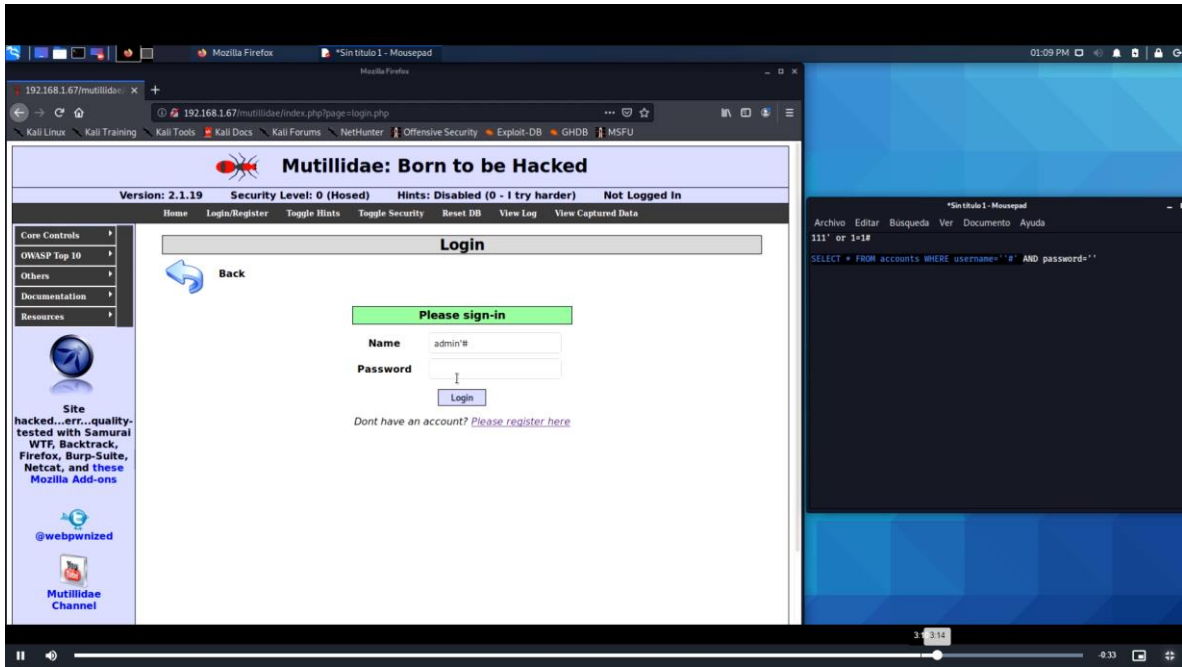 Mozilla Firefox
*Sin título 1 - Mousepad
01:09 PM
Mozilla Firefox
192.168.1.67/mutillidae/
192.168.1.67/mutillidae/index.php?page=login.php
Kali Linux Kali Training Kali Tools Kali Docs Kali Forums NetHunter Offensive Security Exploit-DB GHDB MSFU
Mutillidae: Born to be Hacked
Version: 2.1.19 Security Level: 0 (Hosed) Hints: Disabled (0 - I try harder) Not Logged In
Home Login/Register Toggle Hints Toggle Security Reset DB View Log View Captured Data
Core Controls
OWASP Top 10
Others
Documentation
Resources
Site
hacked...err...quality-
tested with Samurai
WTF, Backtrack,
Firefox, Burp-Suite,
Netcat, and these
Mozilla Add-ons
@webpwnized
You
Tube
Mutillidae
Channel
Login
Back
Please sign-in
Name admin'#
Password
Login
Dont have an account? Please register here
*Sin título 1 - Mousepad
Archivo Editar Búsqueda Ver Documento Ayuda
111' or 1=1#
SELECT * FROM accounts WHERE username=''#' AND password=''
3:14
-0:33